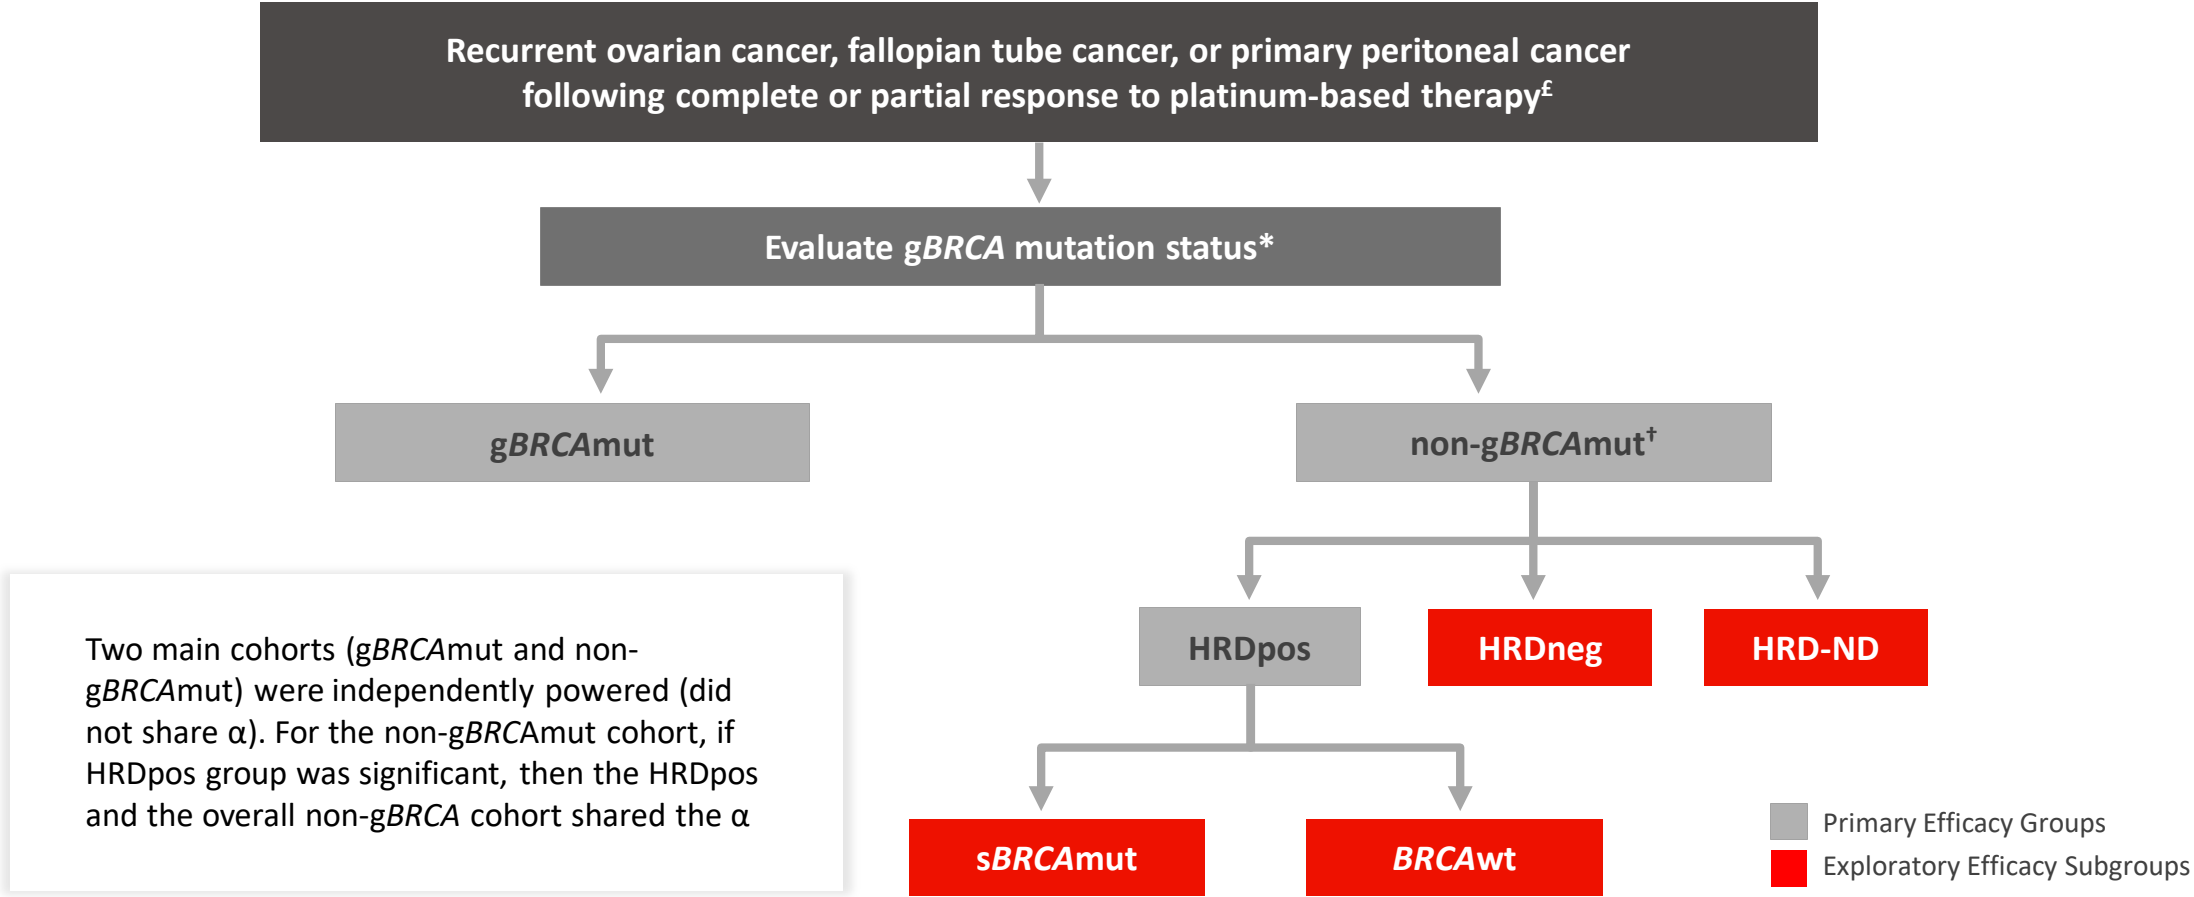 Recurrent ovarian cancer, fallopian tube cancer, or primary peritoneal cancer
following complete or partial response to platinum-based therapy£
Evaluate gBRCA mutation status*
gBRCAmut
non-gBRCAmut†
HRDpos
HRDneg
HRD-ND
Two main cohorts (gBRCAmut and non-
gBRCAmut) were independently powered (did
not share α). For the non-gBRCAmut cohort, if
HRDpos group was significant, then the HRDpos
and the overall non-gBRCA cohort shared the α
sBRCAmut
BRCAwt
Primary Efficacy Groups
Exploratory Efficacy Subgroups